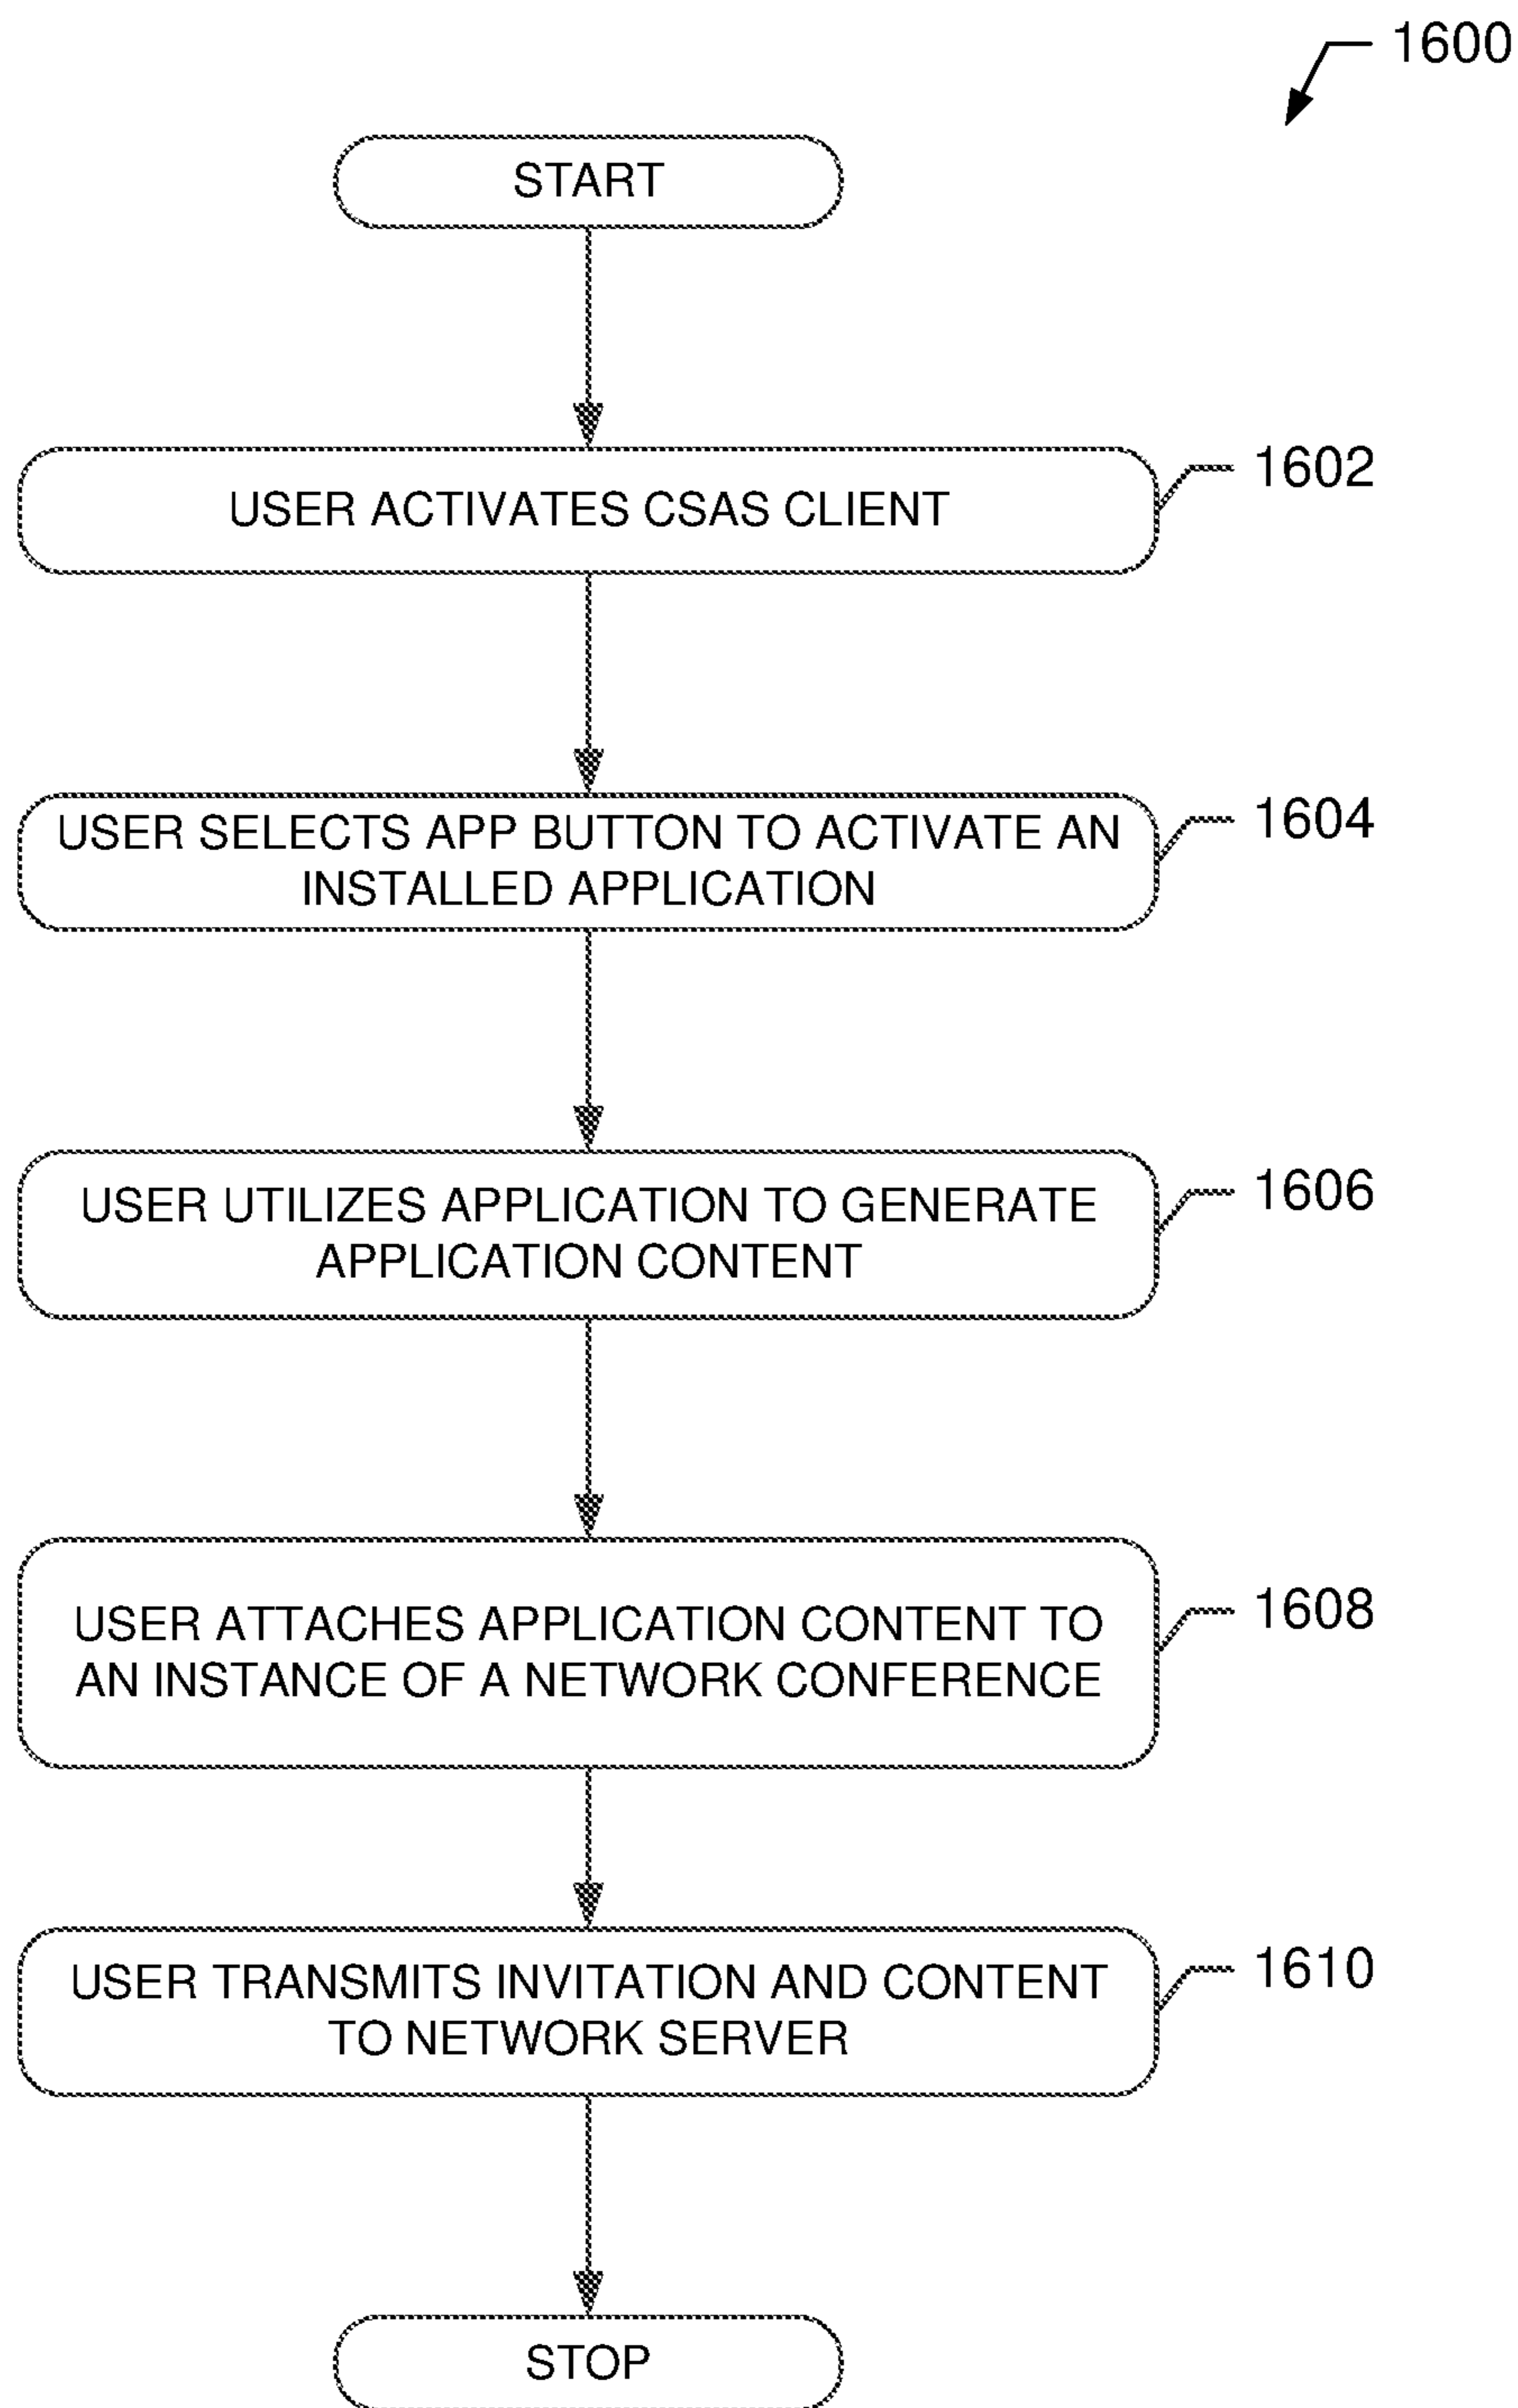 1600
START
USER ACTIVATES CSAS CLIENT
1602
USER SELECTS APP BUTTON TO ACTIVATE AN
INSTALLED APPLICATION
1604
USER UTILIZES APPLICATION TO GENERATE
APPLICATION CONTENT
1606
USER ATTACHES APPLICATION CONTENT TO
AN INSTANCE OF A NETWORK CONFERENCE
1608
USER TRANSMITS INVITATION AND CONTENT
TO NETWORK SERVER
1610
STOP